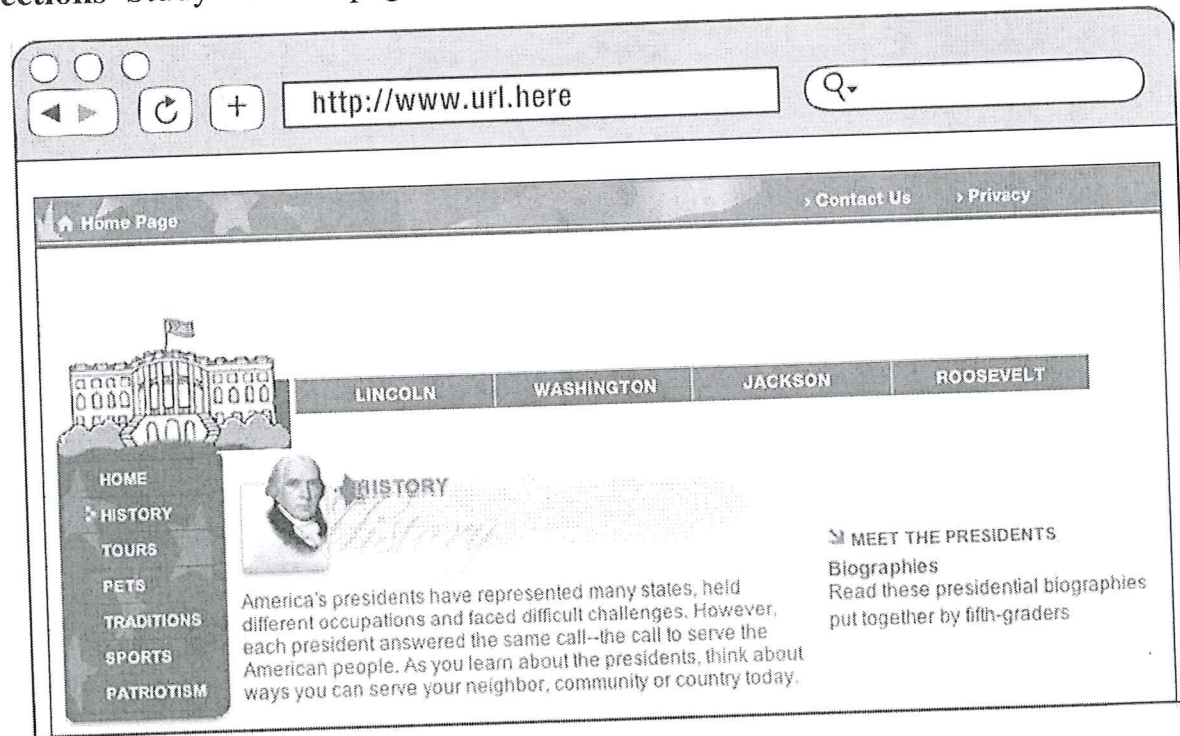 ections Study
http://www.url.here
Home Page
› Contact Us
› Privacy
LINCOLN
WASHINGTON
JACKSON
ROOSEVELT
HOME
HISTORY
TOURS
PETS
TRADITIONS
SPORTS
PATRIOTISM
HISTORY
History
America's presidents have represented many states, held
different occupations and faced difficult challenges. However,
each president answered the same call--the call to serve the
American people. As you learn about the presidents, think about
ways you can serve your neighbor, community or country today.
MEET THE PRESIDENTS
Biographies
Read these presidential biographies
put together by fifth-graders